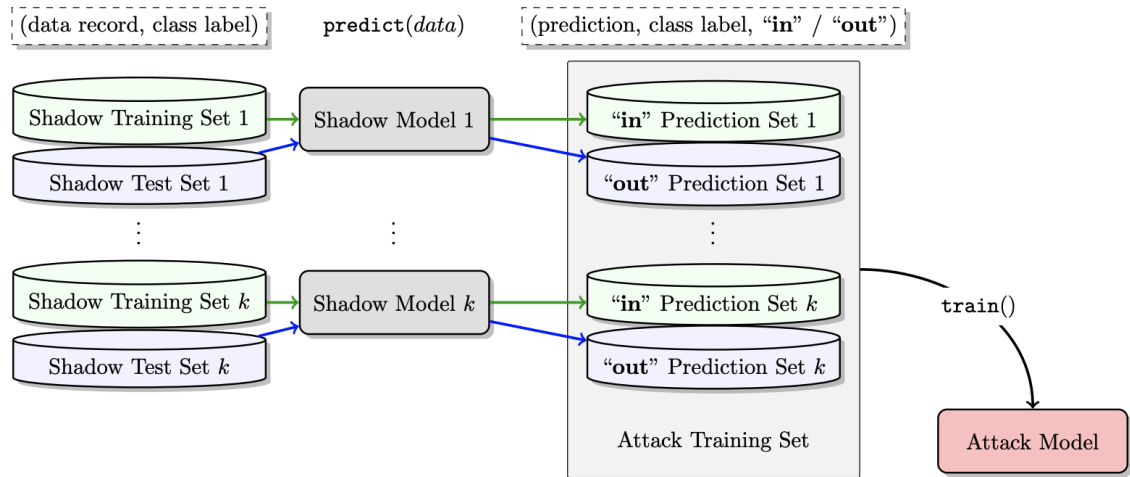 (data record, class label)
predict(data)
(prediction, class label, “in” / “out”)
Shadow Training Set 1
Shadow Model 1
“in” Prediction Set 1
Shadow Test Set 1
“out” Prediction Set 1
⋮
⋮
⋮
Shadow Training Set k
Shadow Model k
“in” Prediction Set k
train()
Shadow Test Set k
“out” Prediction Set k
Attack Training Set
Attack Model